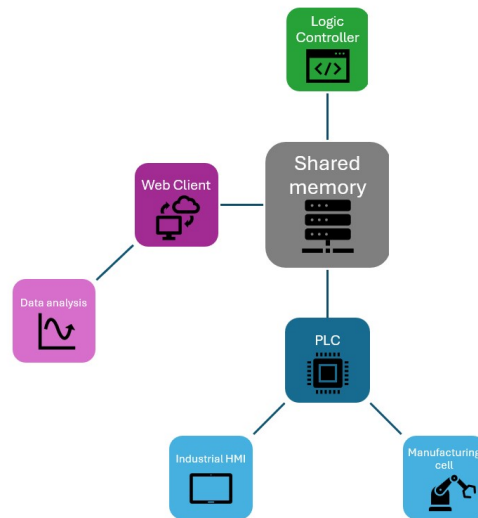 Logic
Controller
</>
Shared
memory
Web Client
Data analysis
PLC
Industrial HMI
Manufacturing
cell